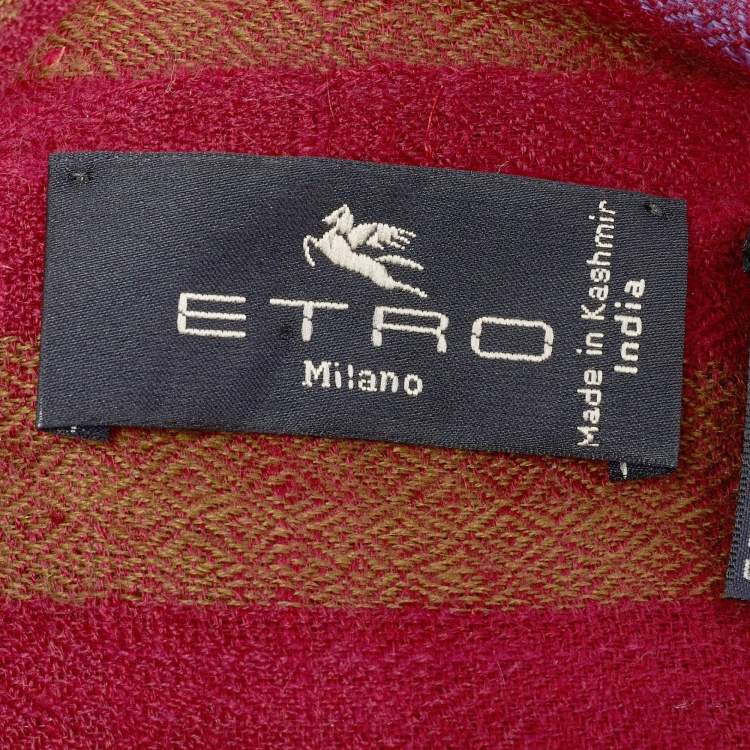 ETRO
Milano
Made in Kashmir
India